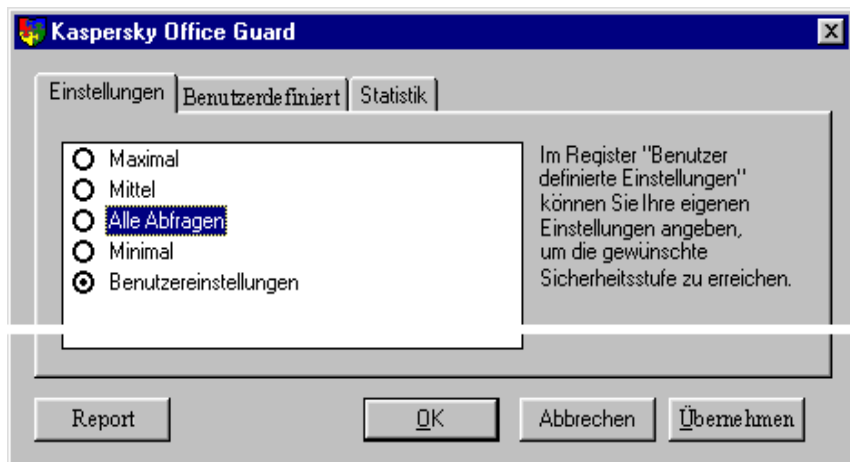 Kaspersky Office Guard
Einstellungen Benutzerdefiniert Statistik
Maximal
Mittel
Alle Abfragen
Minimal
Benutzereinstellungen
Im Register "Benutzer
definierte Einstellungen"
können Sie Ihre eigenen
Einstellungen angeben,
um die gewünschte
Sicherheitsstufe zu erreichen.
Report OK Abbrechen Übernehmen